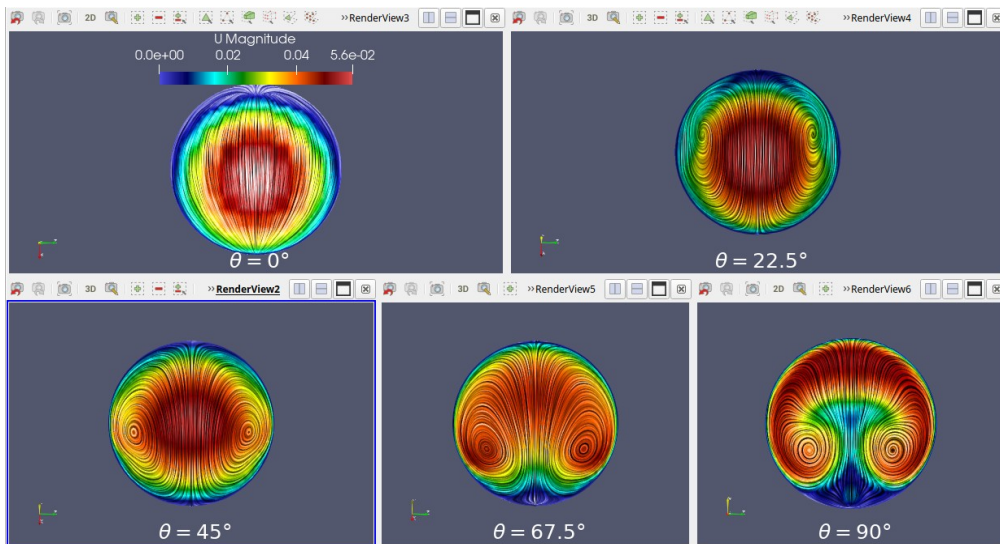 2D
»RenderView3
3D
»RenderView4
U Magnitude
0.0e+00 0.02 0.04 5.6e-02
θ = 0°
θ = 22.5°
3D
»RenderView2
3D
»RenderView5
2D
»RenderView6
θ = 45°
θ = 67.5°
θ = 90°